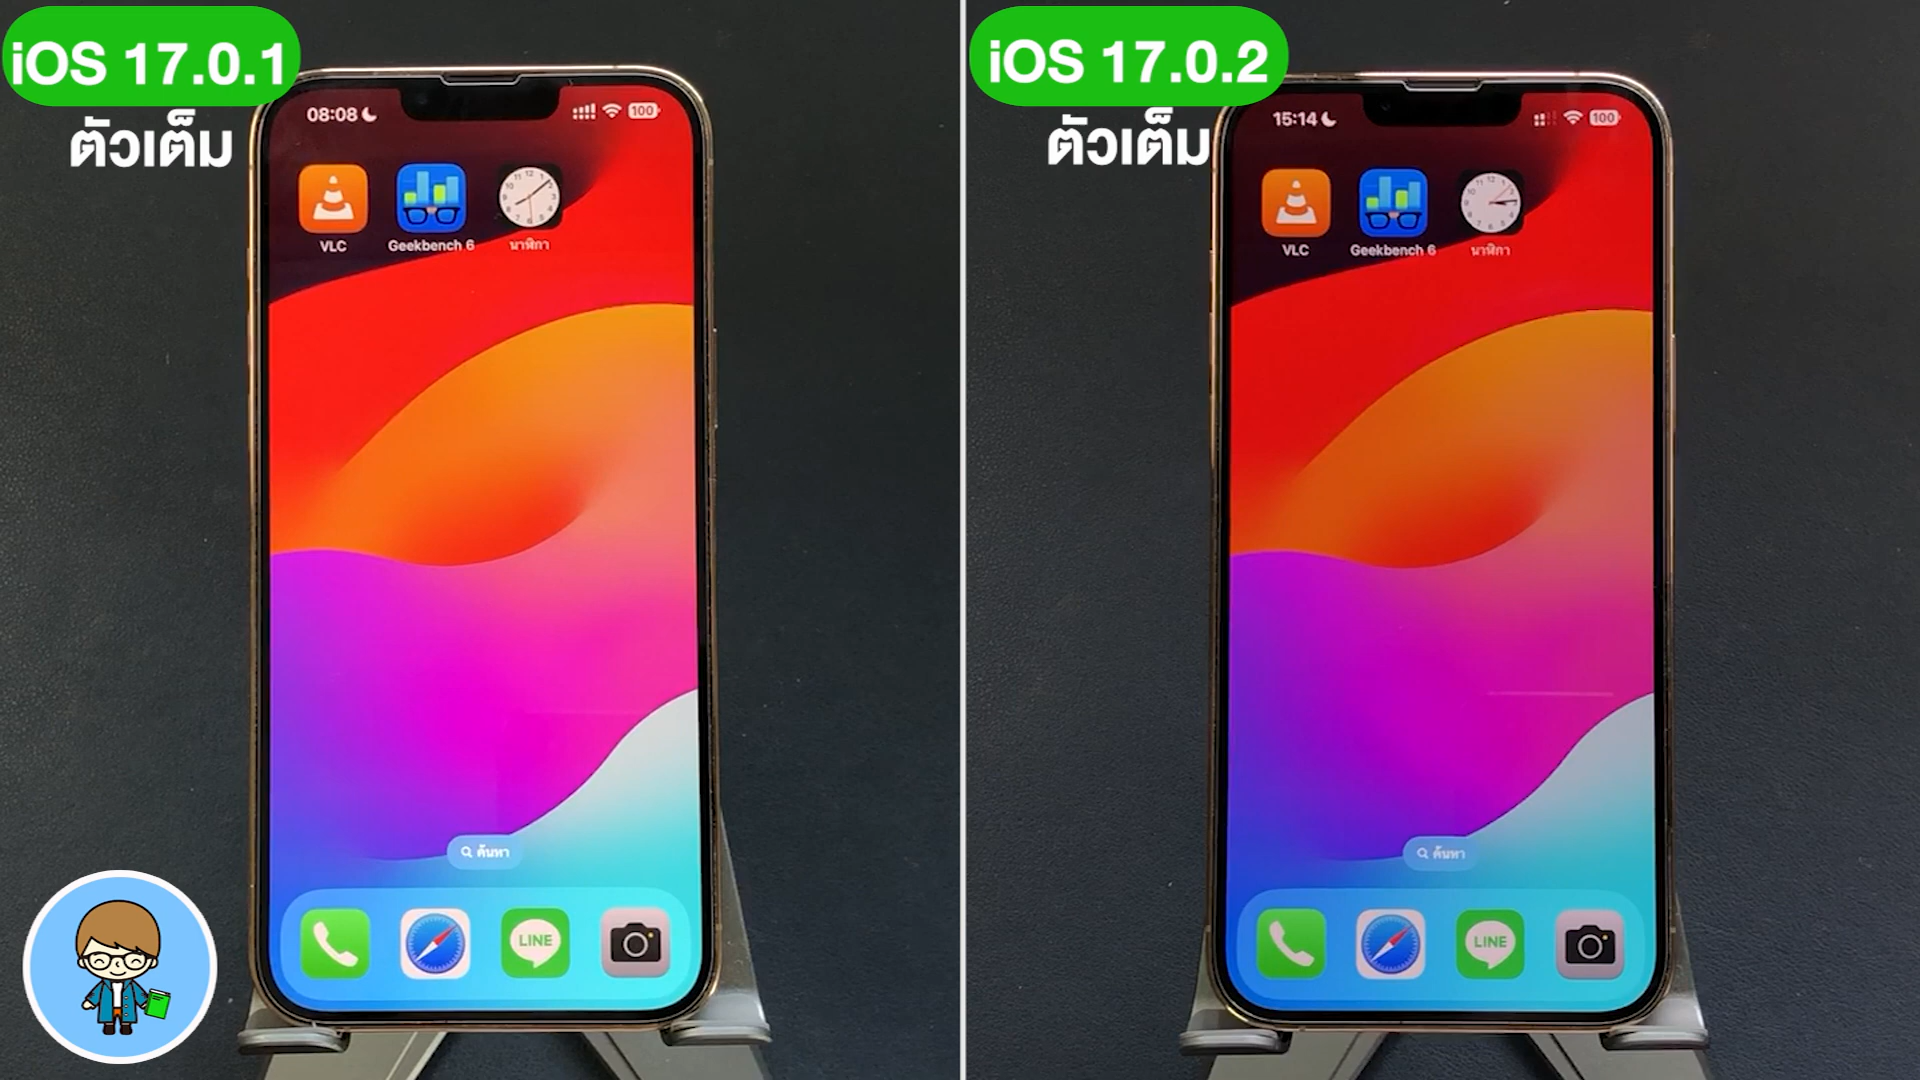 iOS 17.0.1
ตัวเต็ม
08:08
100
VLC
Geekbench 6
นาฬิกา
ค้นหา
LINE
iOS 17.0.2
ตัวเต็ม
15:14
100
VLC
Geekbench 6
นาฬิกา
ค้นหา
LINE